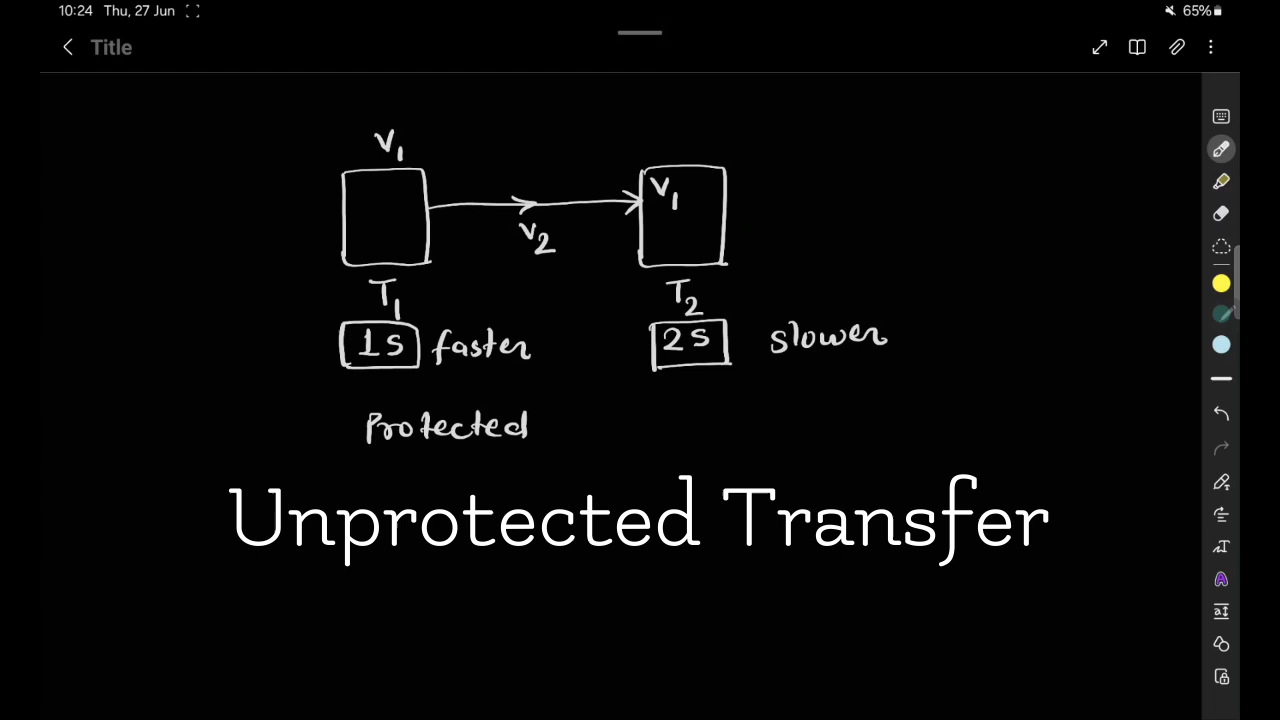 10:24 Thu, 27 Jun 65%
Title
V1
V1
V2
T1 T2
1s faster 2s slower
Protected
Unprotected Transfer